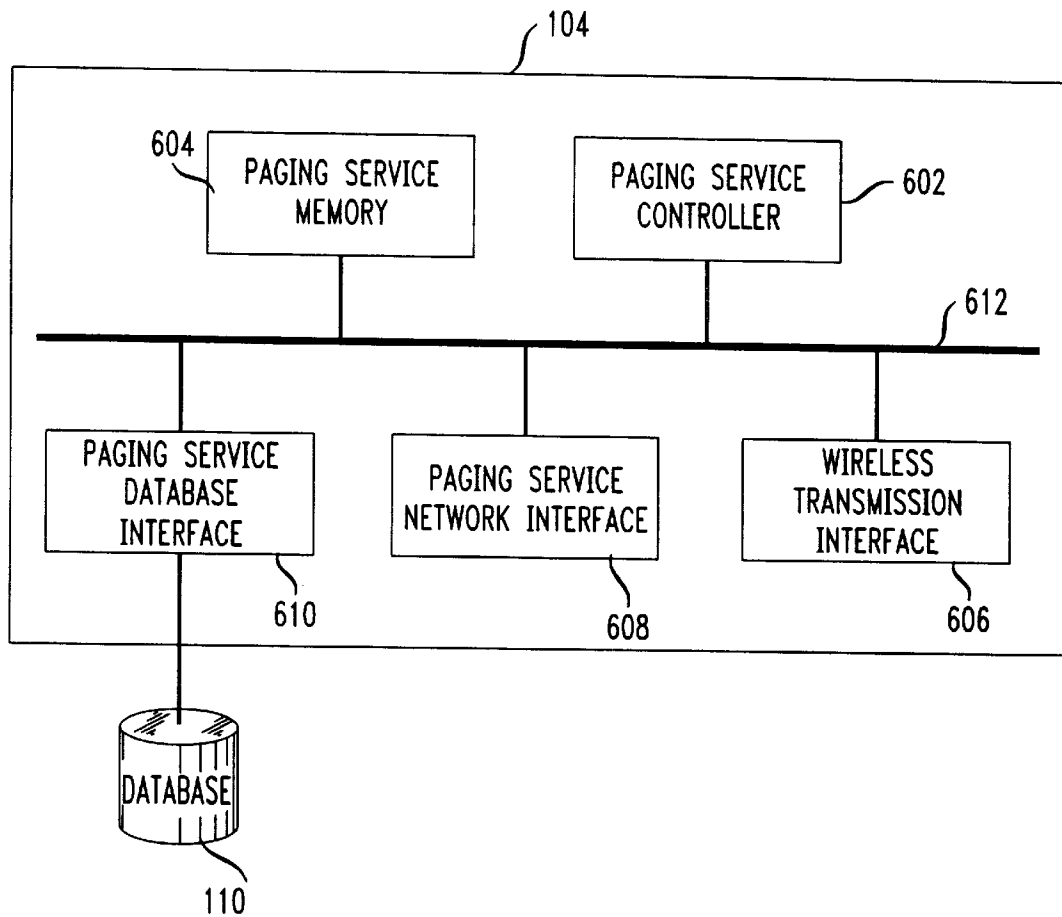 104
604
PAGING SERVICE
MEMORY
PAGING SERVICE
CONTROLLER
602
612
PAGING SERVICE
DATABASE
INTERFACE
610
PAGING SERVICE
NETWORK INTERFACE
608
WIRELESS
TRANSMISSION
INTERFACE
606
DATABASE
110